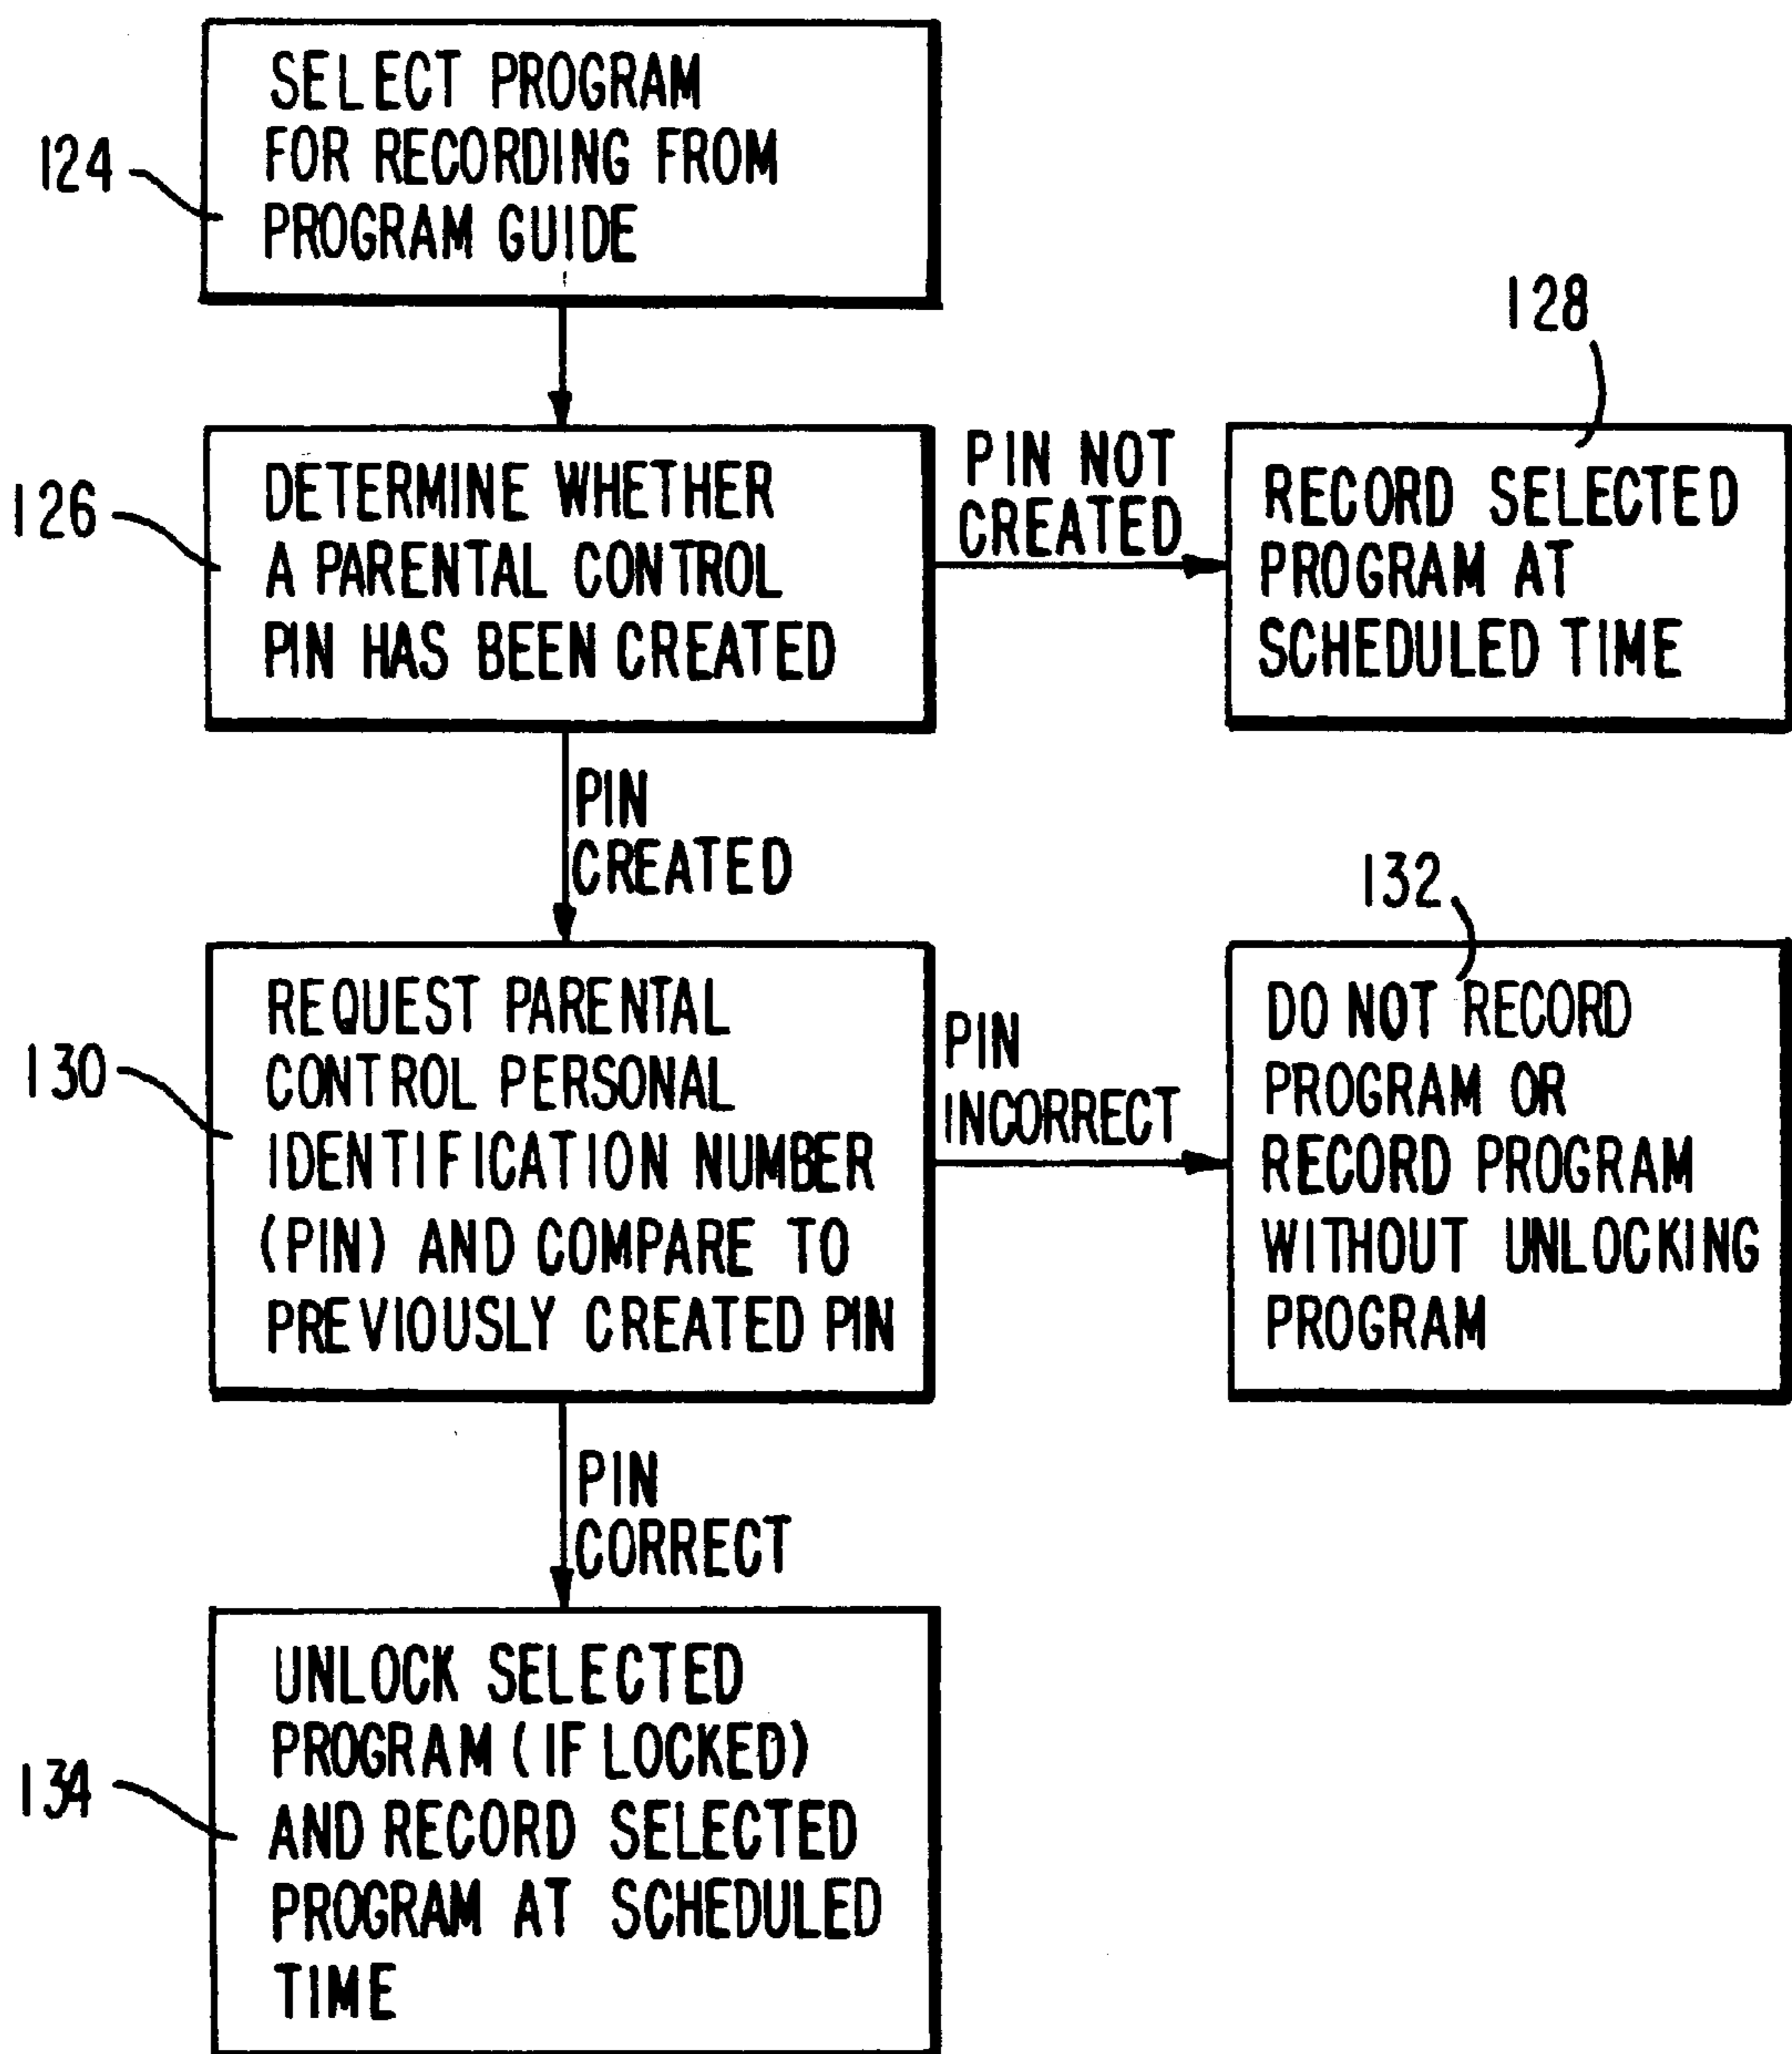 SELECT PROGRAM
FOR RECORDING FROM
PROGRAM GUIDE
124
128
DETERMINE WHETHER
A PARENTAL CONTROL
PIN HAS BEEN CREATED
126
PIN NOT
CREATED
RECORD SELECTED
PROGRAM AT
SCHEDULED TIME
PIN
CREATED
132
REQUEST PARENTAL
CONTROL PERSONAL
IDENTIFICATION NUMBER
(PIN) AND COMPARE TO
PREVIOUSLY CREATED PIN
130
PIN
INCORRECT
DO NOT RECORD
PROGRAM OR
RECORD PROGRAM
WITHOUT UNLOCKING
PROGRAM
PIN
CORRECT
UNLOCK SELECTED
PROGRAM (IF LOCKED)
AND RECORD SELECTED
PROGRAM AT SCHEDULED
TIME
134